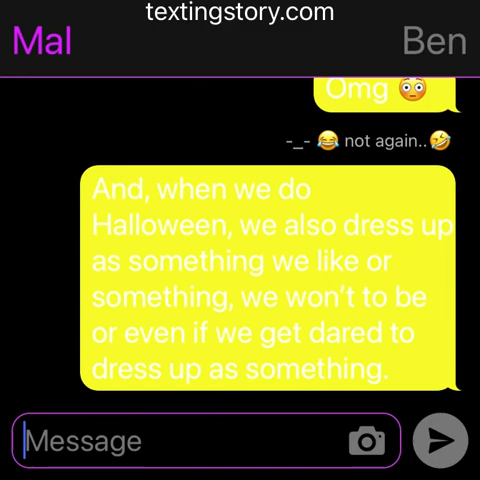 textingstory.com
Mal Ben
Omg 😳
-_- 😂 not again..🤣
And, when we do
Halloween, we also dress up
as something we like or
something, we won't to be
or even if we get dared to
dress up as something.
Message